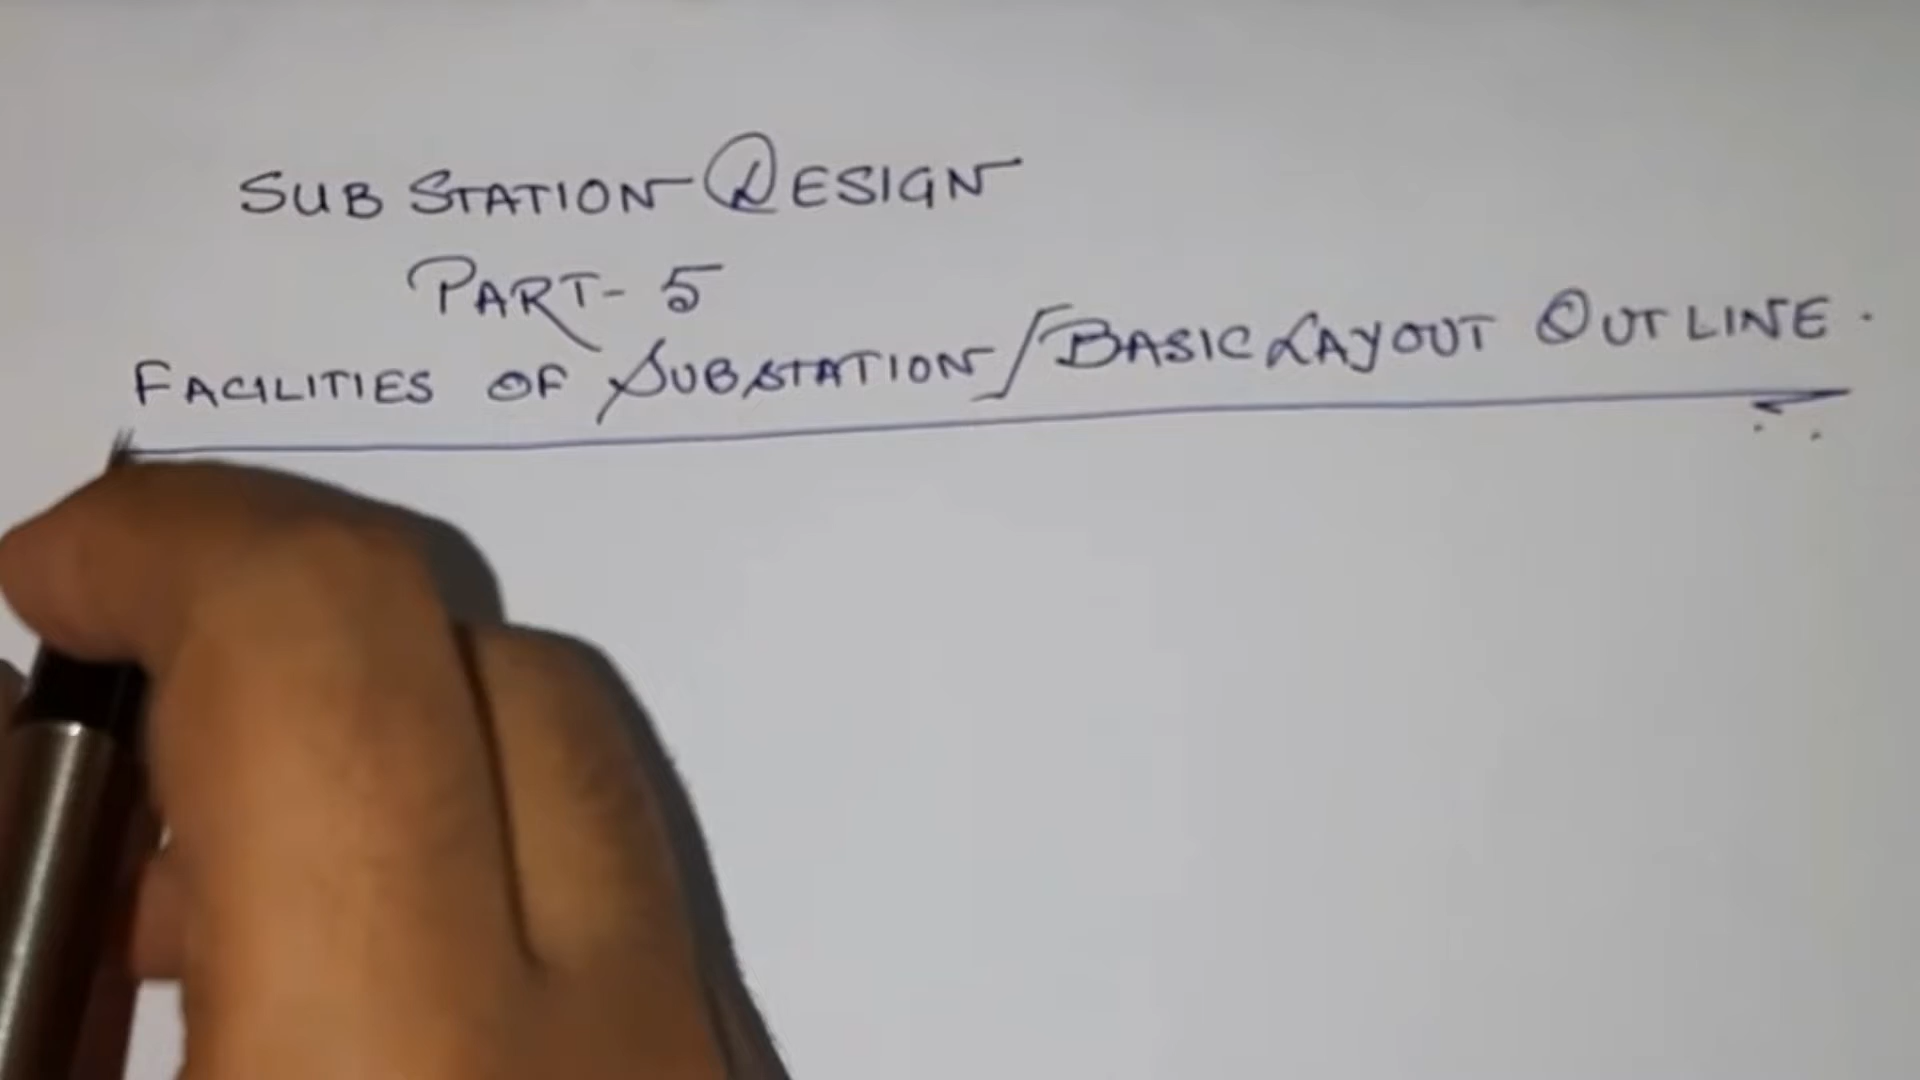 SUB STATION DESIGN
PART- 5
FACILITIES OF SUBSTATION/BASIC LAYOUT OUTLINE.